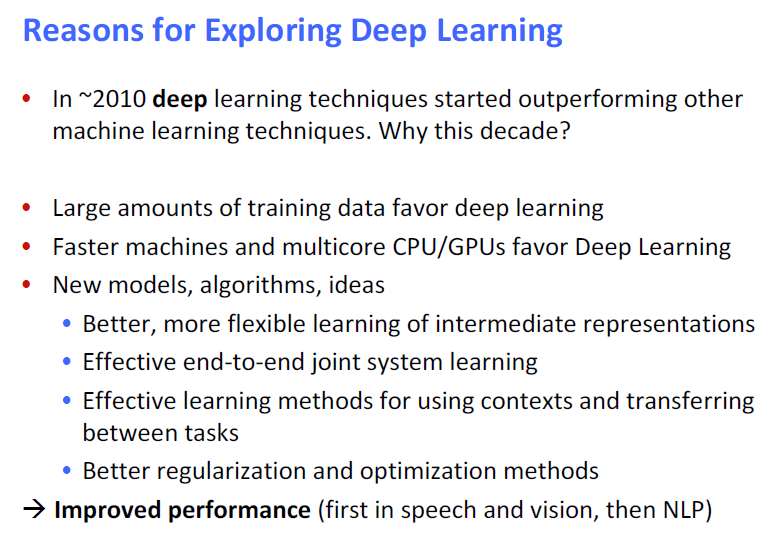 Reasons for Exploring Deep Learning
• In ~2010 deep learning techniques started outperforming other
machine learning techniques. Why this decade?
• Large amounts of training data favor deep learning
• Faster machines and multicore CPU/GPUs favor Deep Learning
• New models, algorithms, ideas
• Better, more flexible learning of intermediate representations
• Effective end-to-end joint system learning
• Effective learning methods for using contexts and transferring
between tasks
• Better regularization and optimization methods
→ Improved performance (first in speech and vision, then NLP)